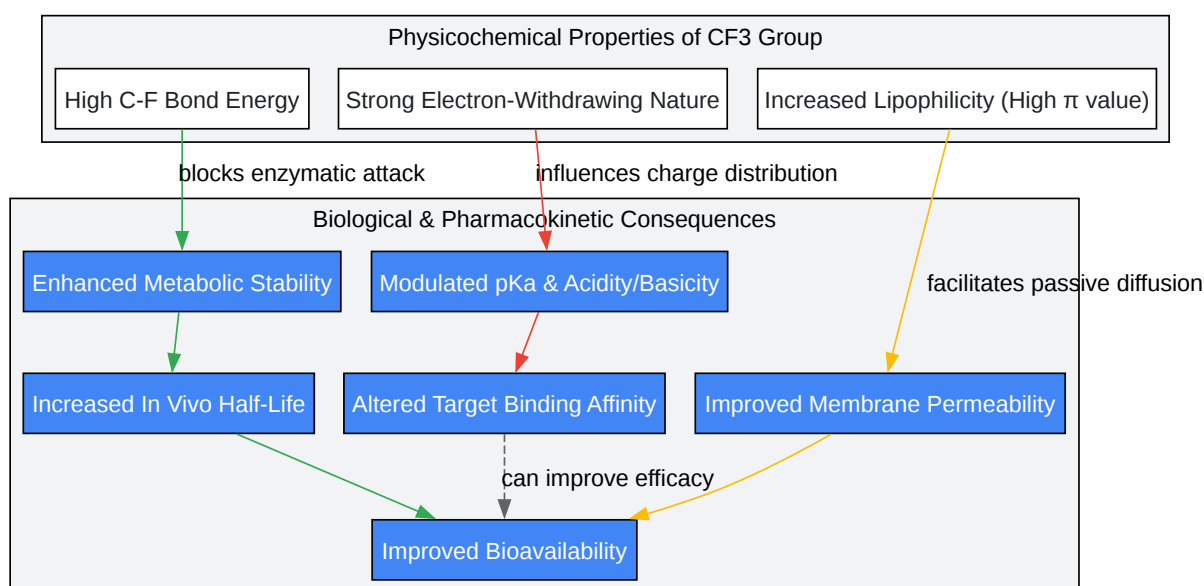 Physicochemical Properties of CF3 Group
High C-F Bond Energy
Strong Electron-Withdrawing Nature
Increased Lipophilicity (High π value)
blocks enzymatic attack
influences charge distribution
Biological & Pharmacokinetic Consequences
Enhanced Metabolic Stability
Modulated pKa & Acidity/Basicity
facilitates passive diffusion
Increased In Vivo Half-Life
Altered Target Binding Affinity
Improved Membrane Permeability
can improve efficacy
Improved Bioavailability